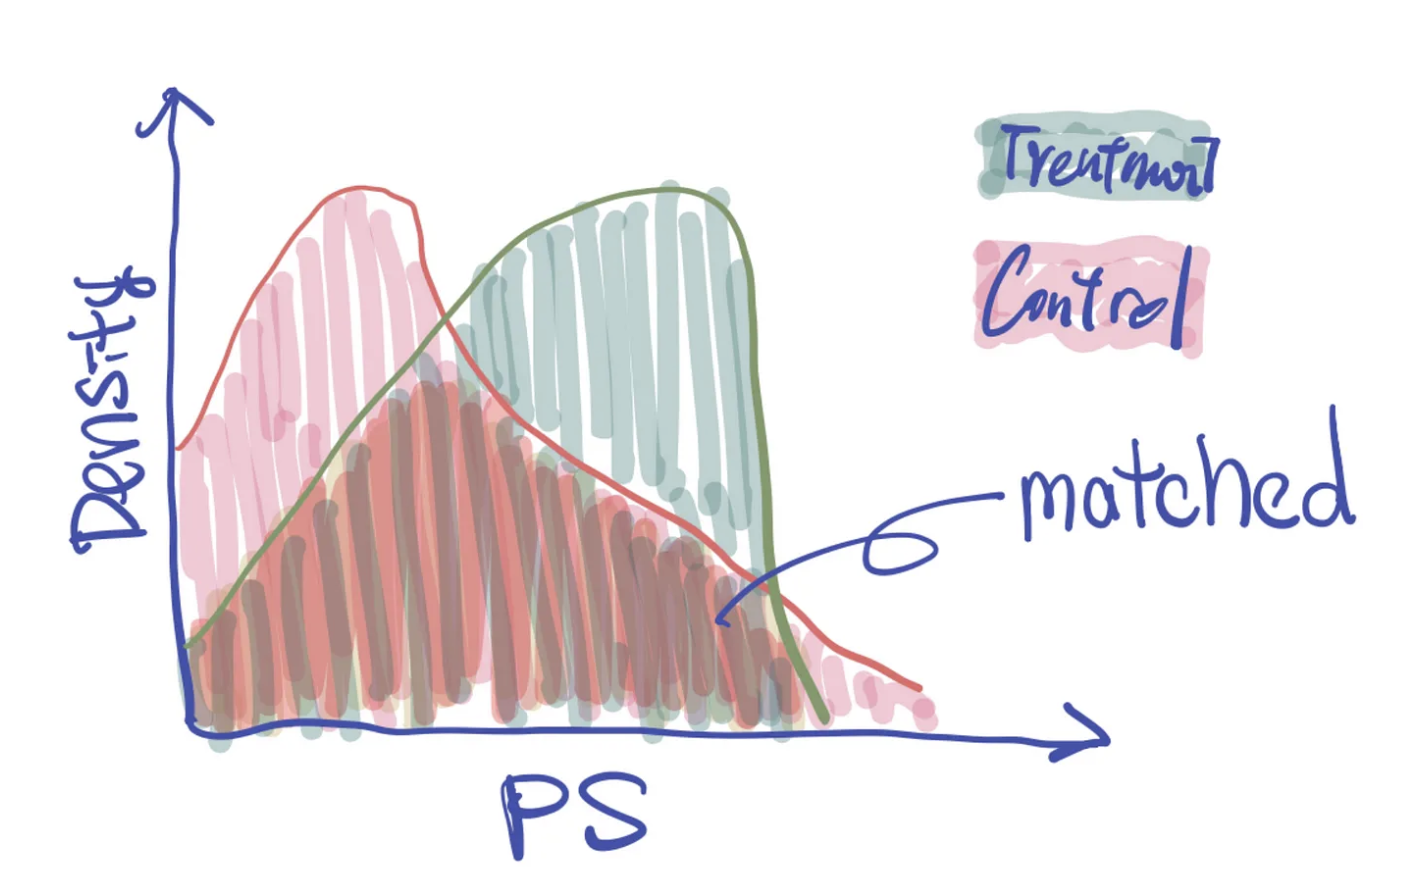 Treatment
Control
Density
matched
PS